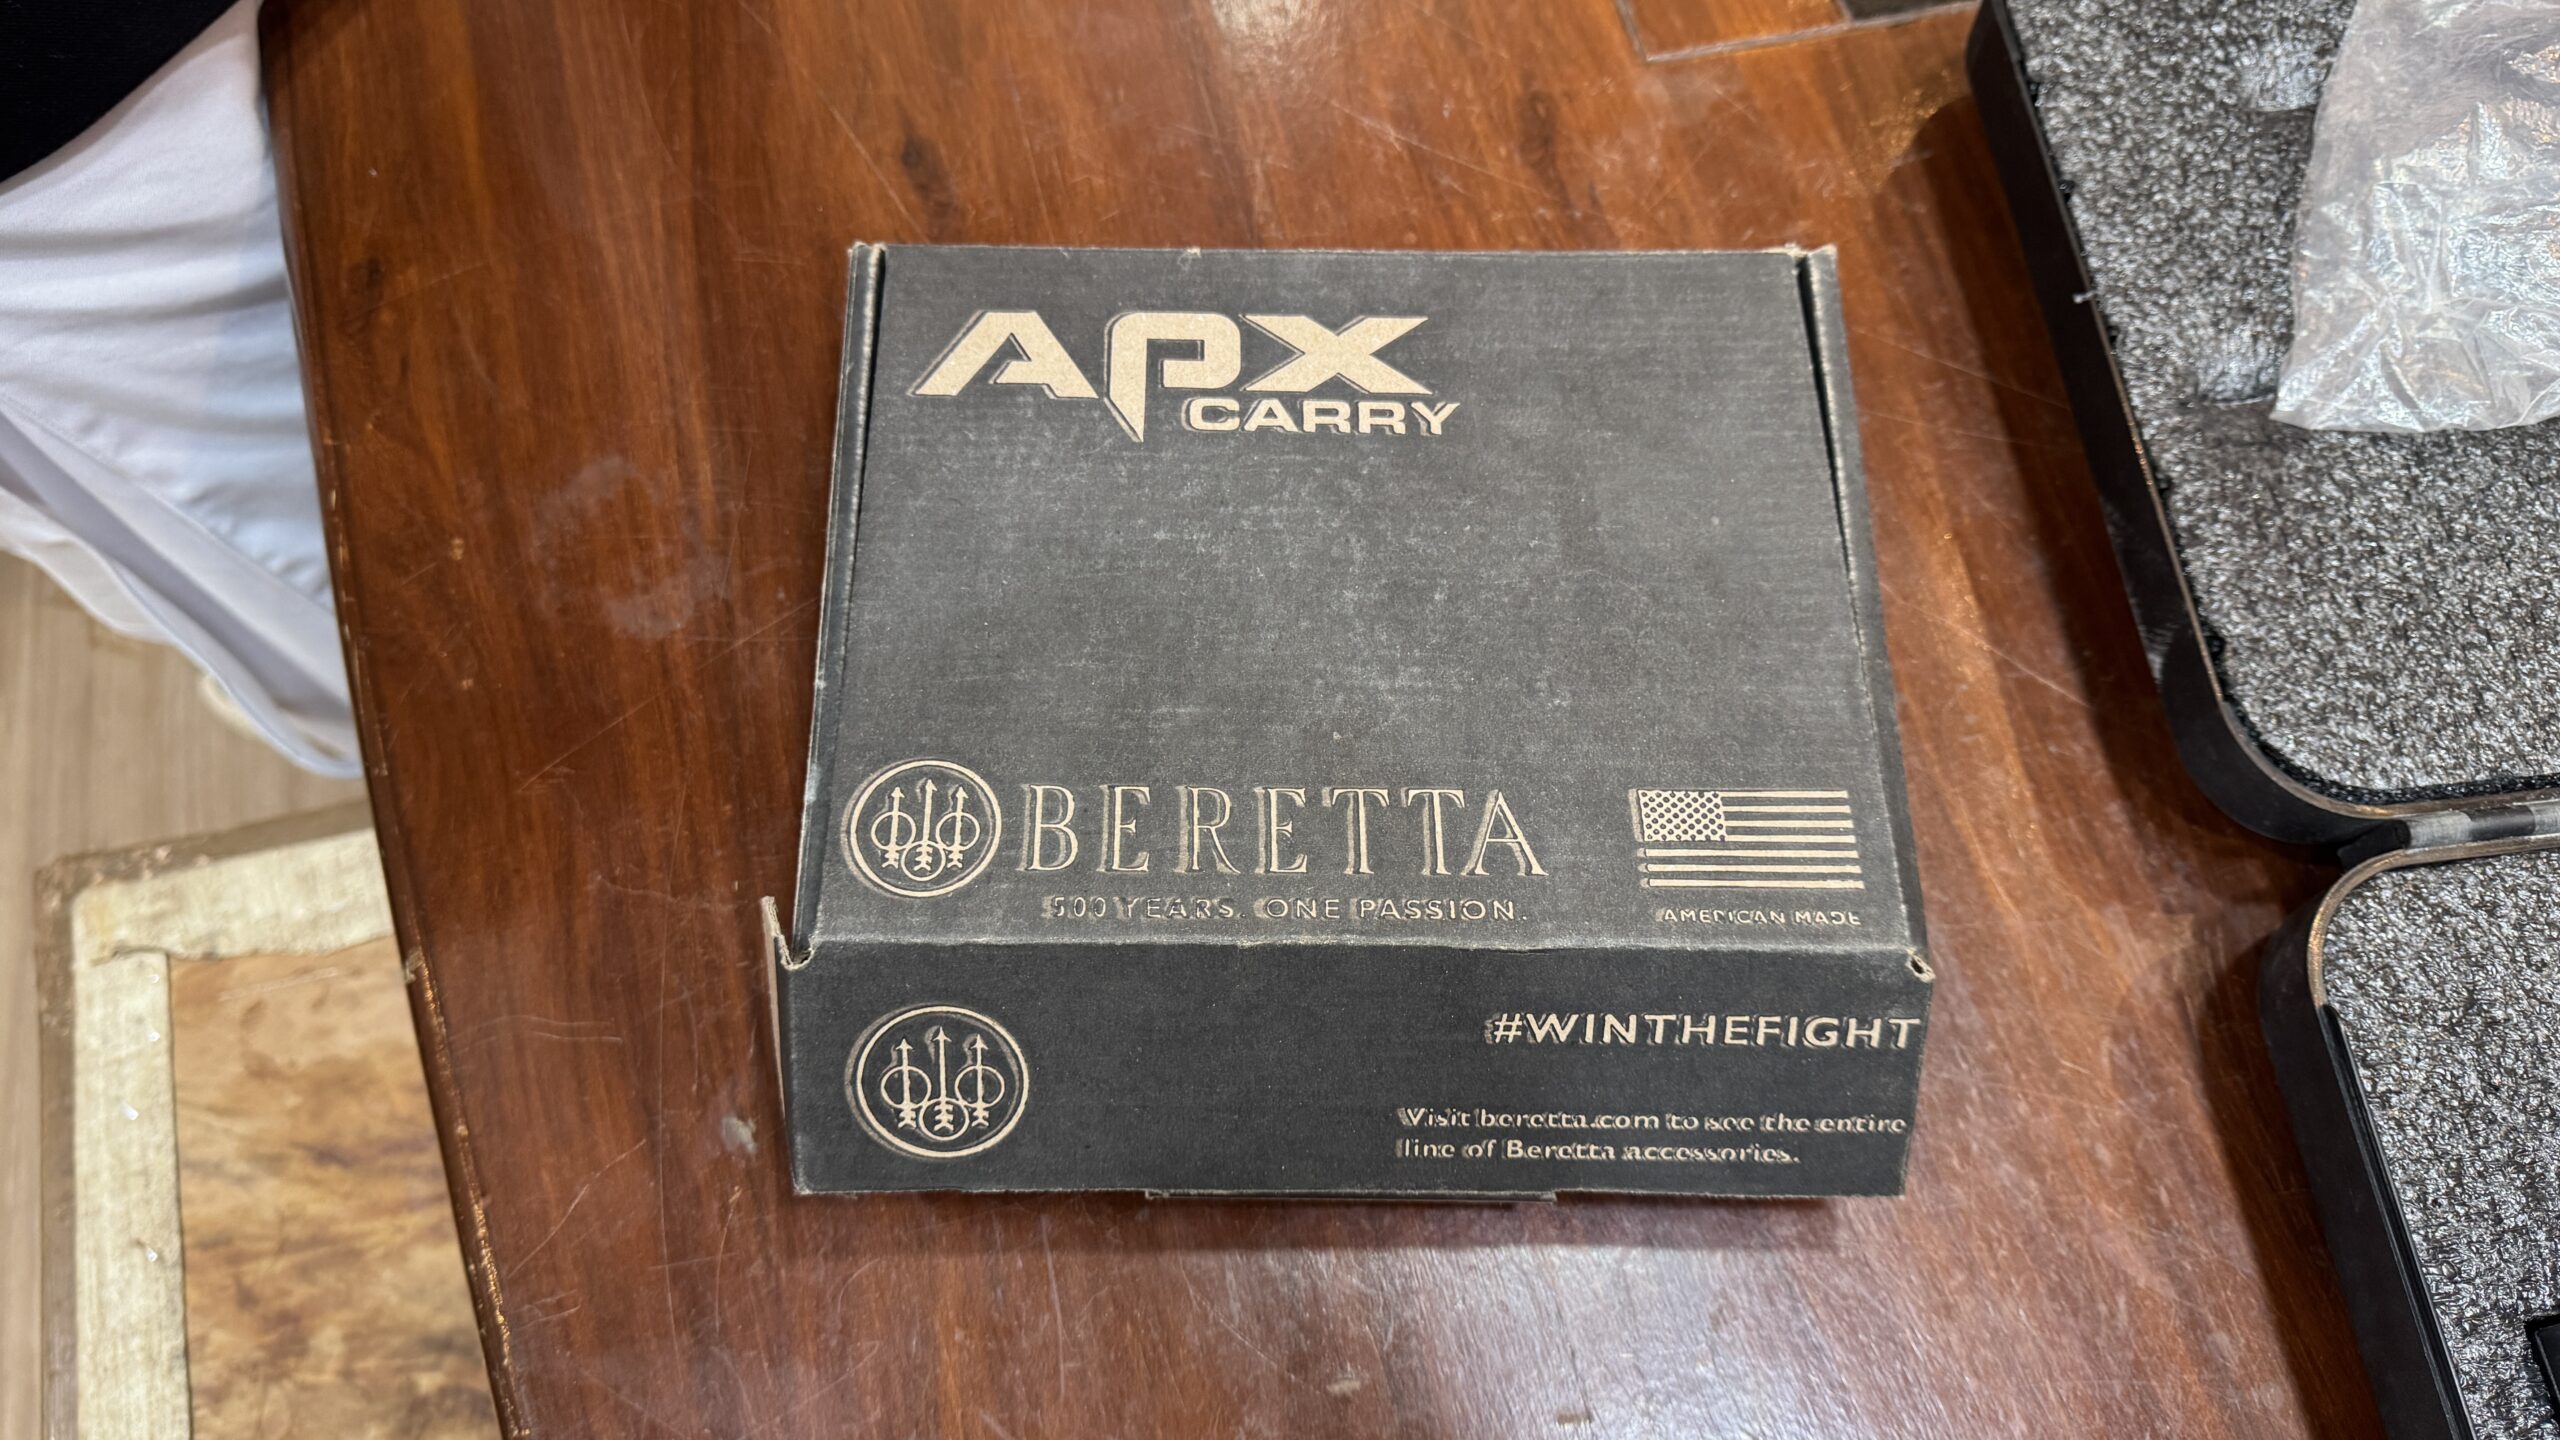 APX
CARRY
BERETTA
500 YEARS. ONE PASSION.
AMERICAN MADE
#WINTHEFIGHT
Visit beretta.com to see the entire
line of Beretta accessories.